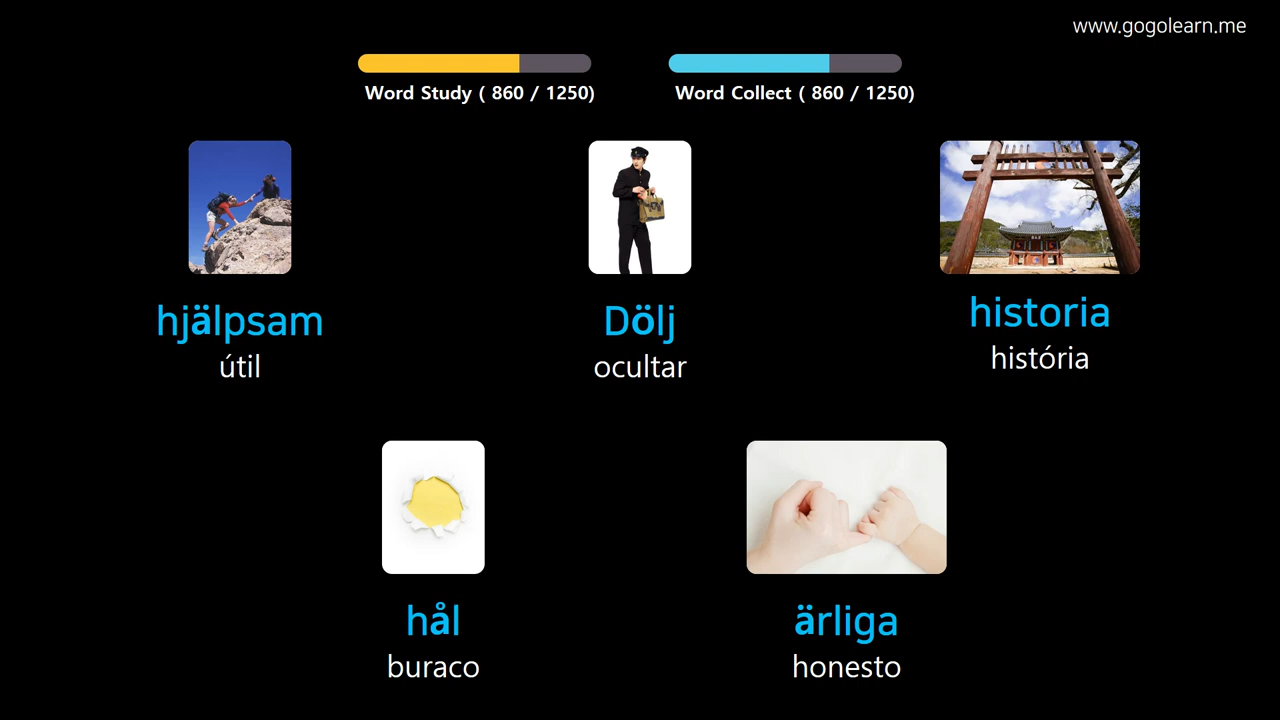 www.gogolearn.me
Word Study ( 860 / 1250)
Word Collect ( 860 / 1250)
hjälpsam
útil
Dölj
ocultar
historia
história
hål
buraco
ärliga
honesto